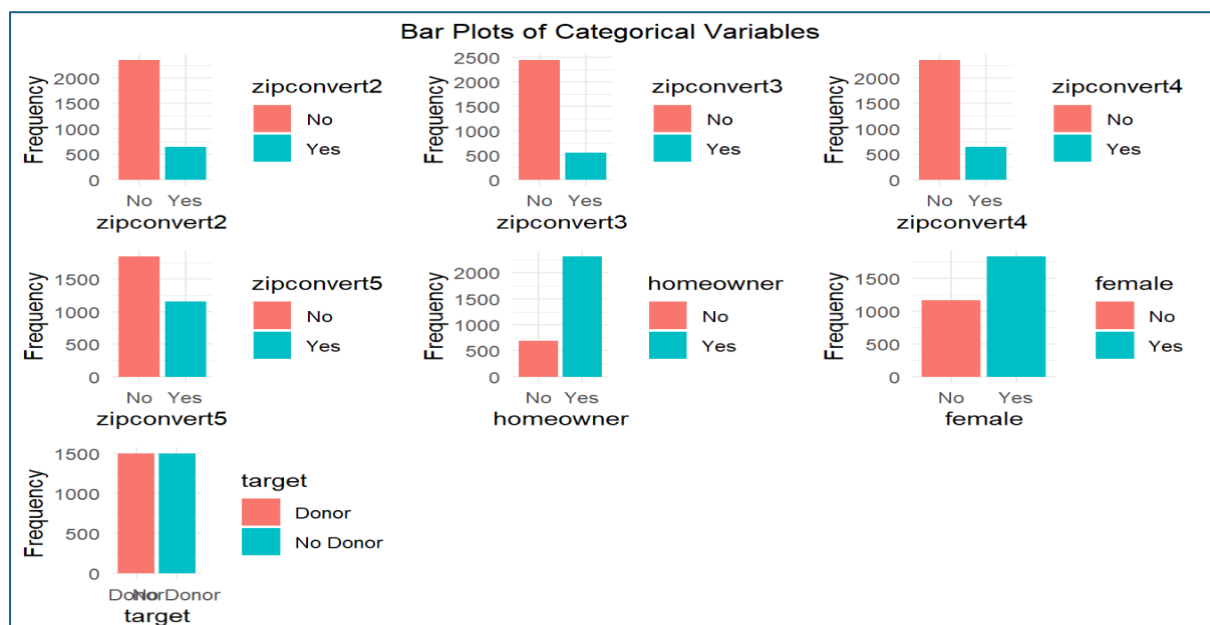 Bar Plots of Categorical Variables
Frequency
2000
1500
1000
500
0
No Yes
zipconvert2
zipconvert2
No
Yes
Frequency
2500
2000
1500
1000
500
0
No Yes
zipconvert3
zipconvert3
No
Yes
Frequency
2000
1500
1000
500
0
No Yes
zipconvert4
zipconvert4
No
Yes
Frequency
1500
1000
500
0
No Yes
zipconvert5
zipconvert5
No
Yes
Frequency
2000
1500
1000
500
0
No Yes
homeowner
homeowner
No
Yes
Frequency
1500
1000
500
0
No Yes
female
female
No
Yes
Frequency
1500
1000
500
0
Donor No Donor
target
target
Donor
No Donor